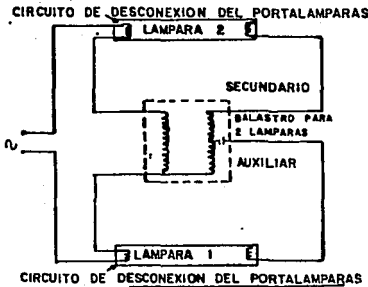 CIRCUITO DE DESCONEXION DEL PORTALAMPARAS
LAMPARA 2
SECUNDARIO
BALASTRO PARA
2 LAMPARAS
AUXILIAR
LAMPARA 1
CIRCUITO DE DESCONEXION DEL PORTALAMPARAS